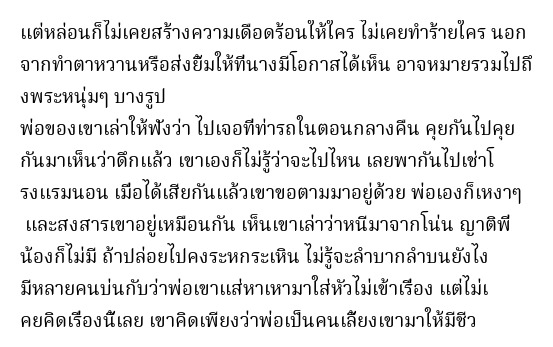 แต่หล่อนก็ไม่เคยสร้างความเดือดร้อนให้ใคร ไม่เคยทำร้ายใคร นอก
จากทำตาหวานหรือส่งยิ้มให้ที่นางมีโอกาสได้เห็น อาจหมายรวมไปถึ
งพระหนุ่มๆ บางรูป
พ่อของเขาเล่าให้ฟังว่า ไปเจอที่ท่ารถในตอนกลางคืน คุยกันไปคุย
กันมาเห็นว่าดึกแล้ว เขาเองก็ไม่รู้ว่าจะไปไหน เลยพากันไปเช่าโ
รงแรมนอน เมื่อได้เสียกันแล้วเขาขอตามมาอยู่ด้วย พ่อเองก็เหงาๆ
และสงสารเขาอยู่เหมือนกัน เห็นเขาเล่าว่าหนีมาจากโน่น ญาติพี่
น้องก็ไม่มี ถ้าปล่อยไปคงระหกระเหิน ไม่รู้จะลำบากลำบนยังไง
มีหลายคนบ่นกับว่าพ่อเขาแส่หาเหามาใส่หัวไม่เข้าเรื่อง แต่ไม่เ
คยคิดเรื่องนี้เลย เขาคิดเพียงว่าพ่อเป็นคนเลี้ยงเขามาให้มีชีว